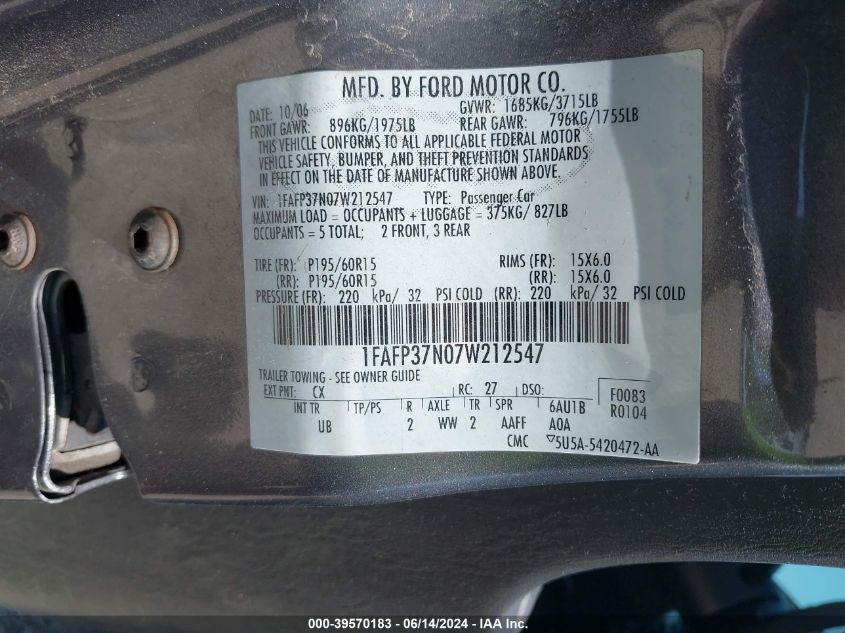 MFD. BY FORD MOTOR CO.
DATE: 10/06 GVWR: 1685KG/3715LB
FRONT GAWR: 896KG/1975LB REAR GAWR: 796KG/1755LB
THIS VEHICLE CONFORMS TO ALL APPLICABLE FEDERAL MOTOR
VEHICLE SAFETY, BUMPER, AND THEFT PREVENTION STANDARDS
IN EFFECT ON THE DATE OF MANUFACTURE SHOWN ABOVE.
VIN: 1FAFP37N07W212547 TYPE: Passenger Car
MAXIMUM LOAD = OCCUPANTS + LUGGAGE = 375KG/ 827LB
OCCUPANTS = 5 TOTAL; 2 FRONT, 3 REAR
TIRE (FR): P195/60R15 RIMS (FR): 15X6.0
(RR): P195/60R15 (RR): 15X6.0
PRESSURE (FR): 220 kPa/ 32 PSI COLD (RR): 220 kPa/ 32 PSI COLD
1FAFP37N07W212547
TRAILER TOWING - SEE OWNER GUIDE
EXT PNT: CX RC: 27 DSO: F0083
INT TR TP/PS R AXLE TR SPR 6AU1B R0104
UB 2 WW 2 AAFF AOA
CMC 5U5A-5420472-AA
000-39570183 - 06/14/2024 - IAA Inc.